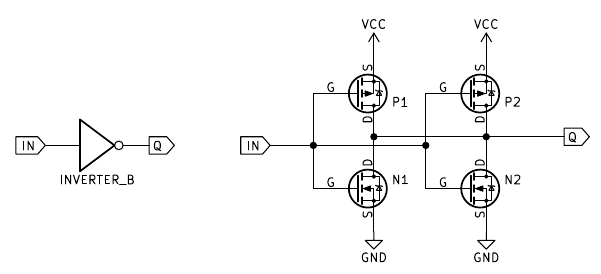 IN
Q
INVERTER_B
VCC
VCC
S
S
G
P1
G
P2
D
D
IN
Q
D
D
G
N1
G
N2
S
S
GND
GND